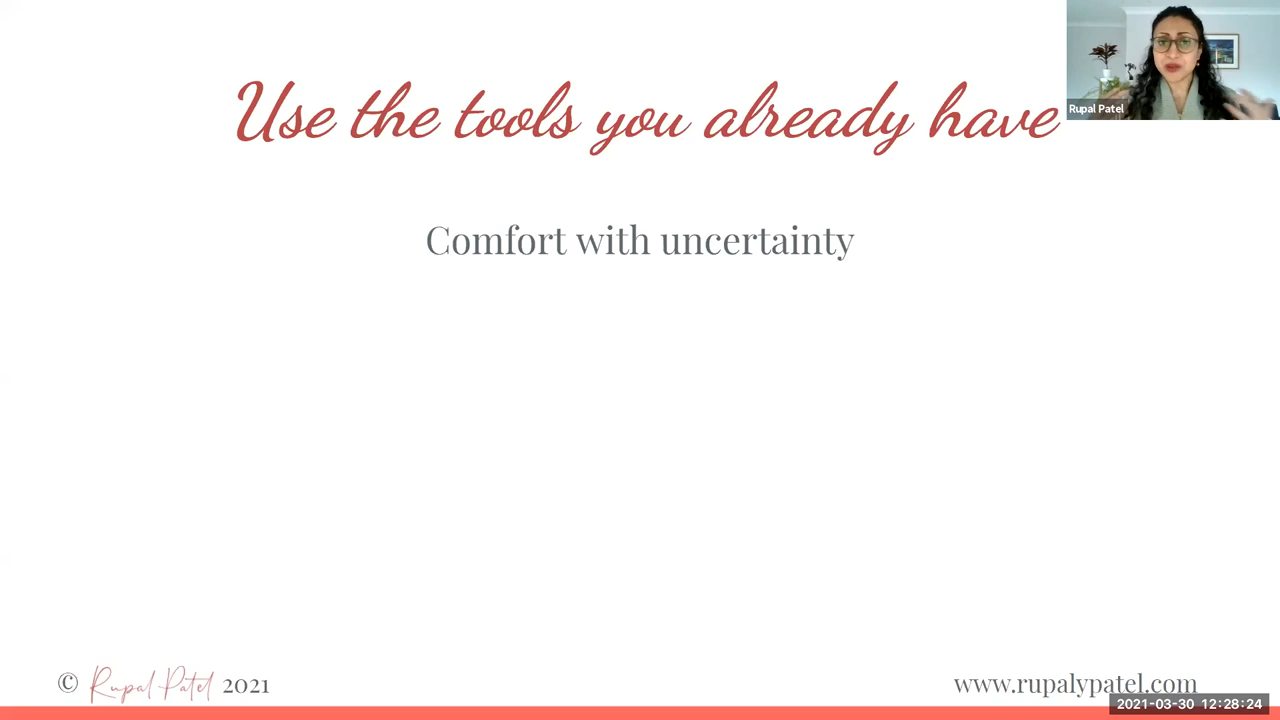 Use the tools you already have
Rupal Patel
Comfort with uncertainty
© Rupal Patel 2021
www.rupalypatel.com
2021-03-30 12:28:24